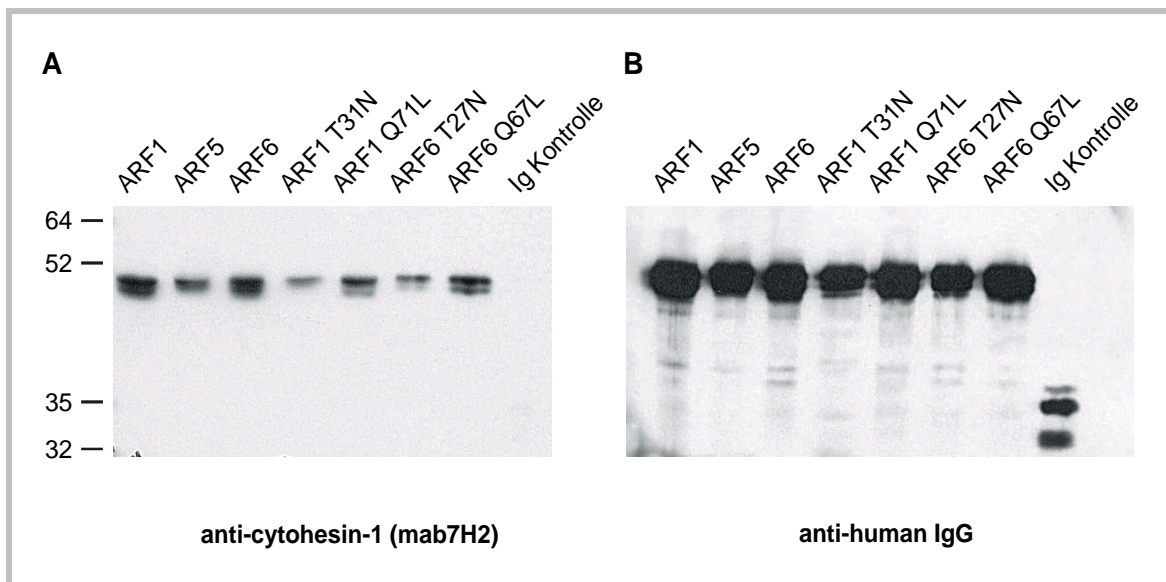 A
ARF1
ARF5
ARF6
ARF1 T31N
ARF1 Q71L
ARF6 T27N
ARF6 Q67L
Ig Kontrolle
64
52
35
32
anti-cytohesin-1 (mab7H2)
B
ARF1
ARF5
ARF6
ARF1 T31N
ARF1 Q71L
ARF6 T27N
ARF6 Q67L
Ig Kontrolle
anti-human IgG